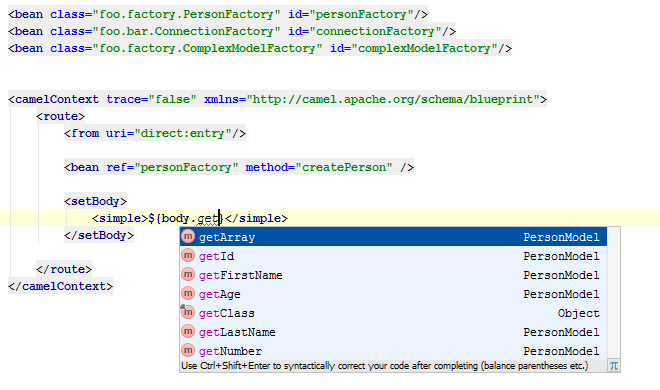 <bean class="foo.factory.PersonFactory" id="personFactory"/>
<bean class="foo.bar.ConnectionFactory" id="connectionFactory"/>
<bean class="foo.factory.ComplexModelFactory" id="complexModelFactory"/>
<camelContext trace="false" xmlns="http://camel.apache.org/schema/blueprint">
<route>
<from uri="direct:entry"/>
<bean ref="personFactory" method="createPerson" />
<setBody>
<simple>${body.get}</simple>
</setBody>
</route>
</camelContext>
m getArray PersonModel
m getId PersonModel
m getFirstName PersonModel
m getAge PersonModel
m getClass Object
m getLastName PersonModel
m getNumber PersonModel
Use Ctrl+Shift+Enter to syntactically correct your code after completing (balance parentheses etc.) π